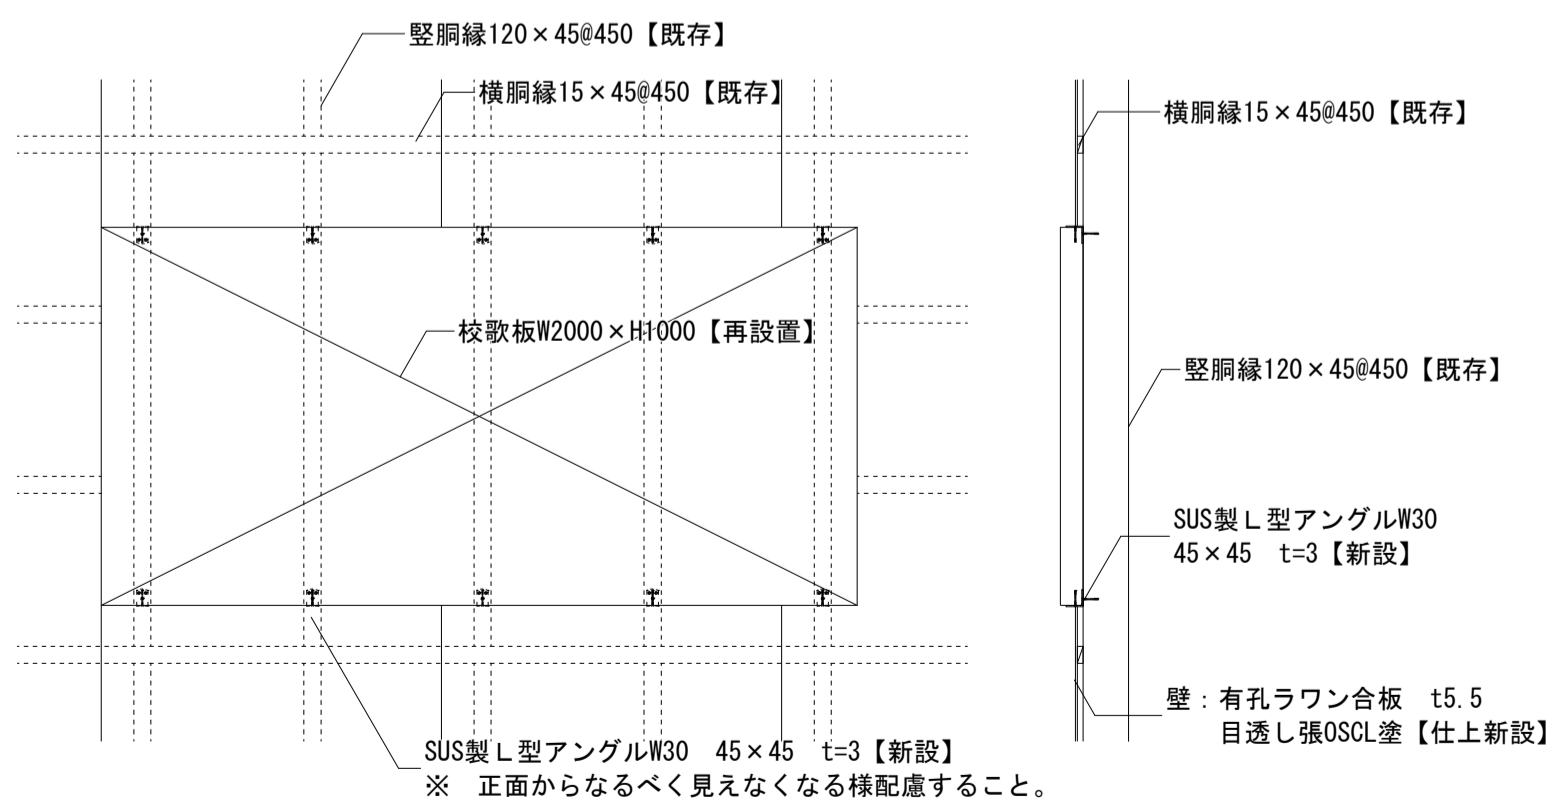 竪胴縁120×45@450【既存】
横胴縁15×45@450【既存】
校歌板W2000×H1000【再設置】
SUS製L型アングルW30　45×45　t=3【新設】
※　正面からなるべく見えなくなる様配慮すること。
横胴縁15×45@450【既存】
竪胴縁120×45@450【既存】
SUS製L型アングルW30
45×45　t=3【新設】
壁：有孔ラワン合板　t5.5
目透し張OSCL塗【仕上新設】